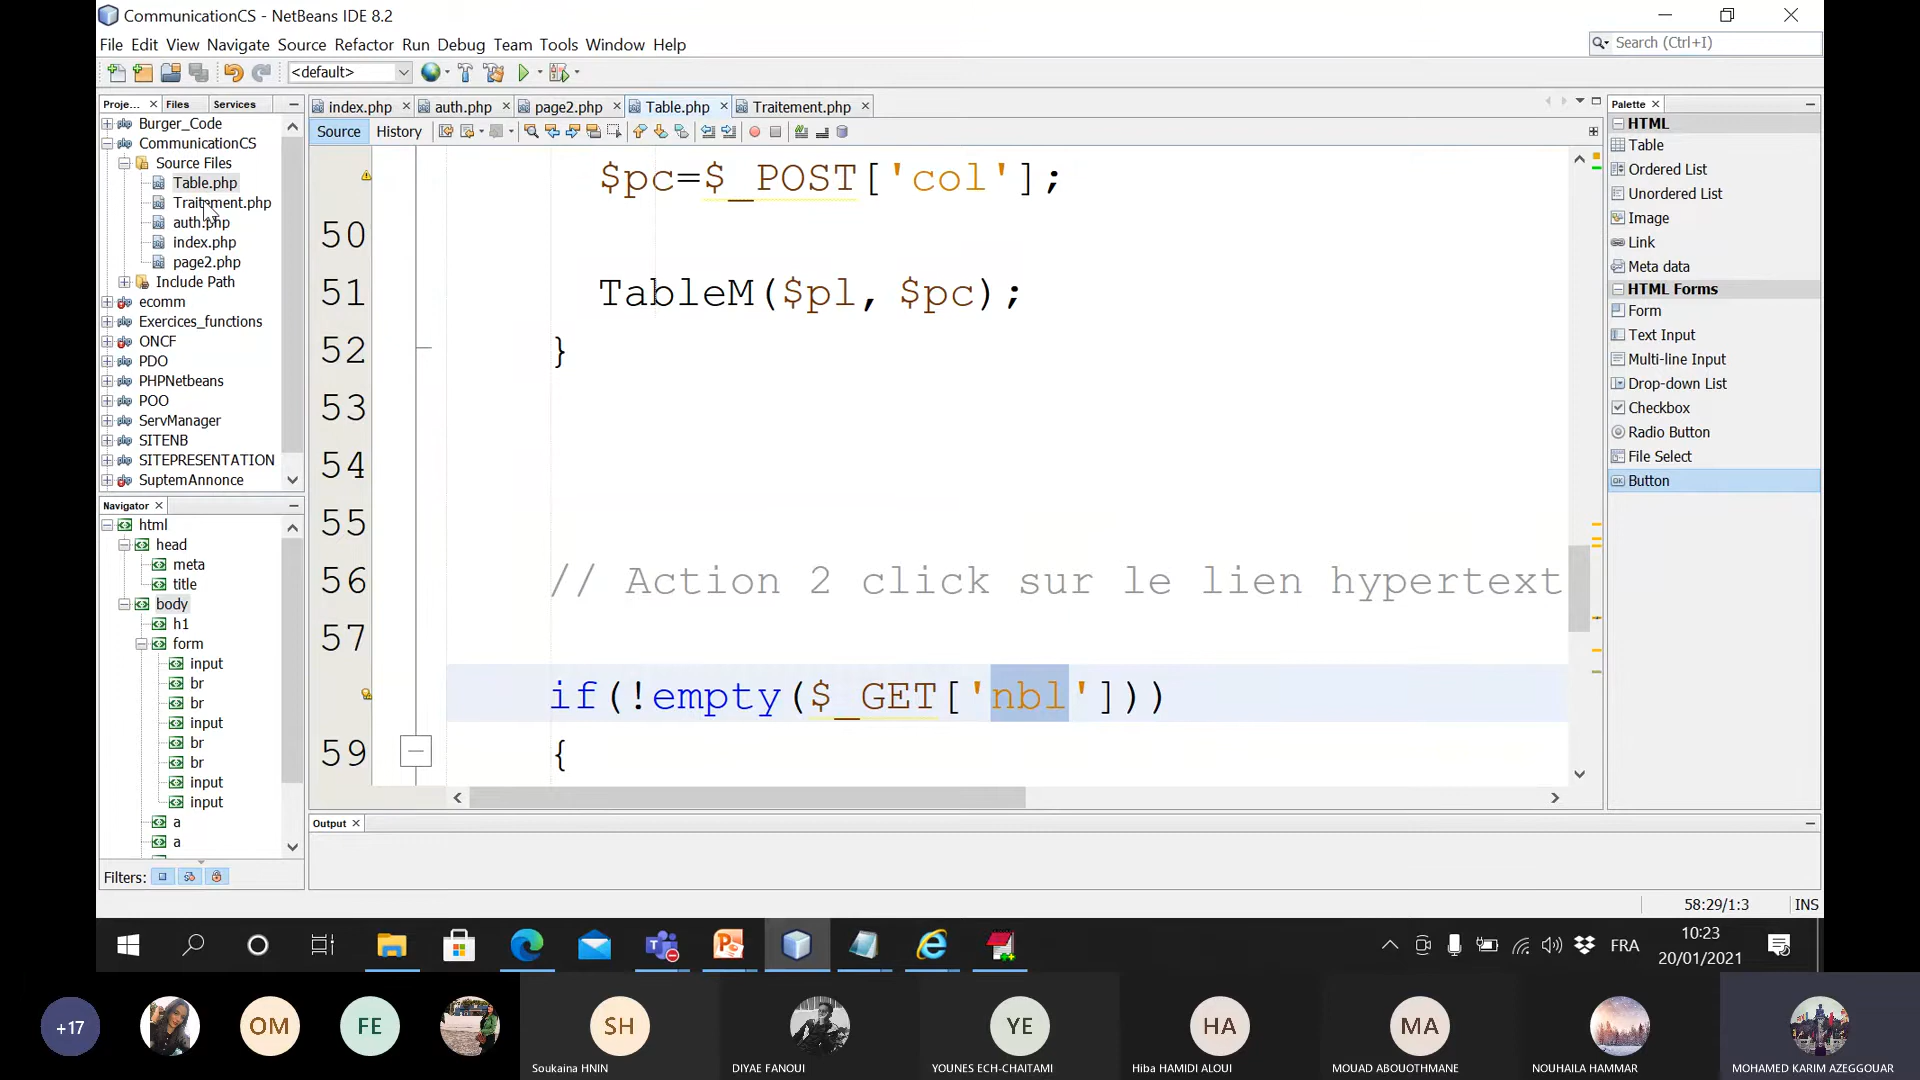 CommunicationCS - NetBeans IDE 8.2
File Edit View Navigate Source Refactor Run Debug Team Tools Window Help
Search (Ctrl+I)
<default>
Proje... Files Services
index.php auth.php page2.php Table.php Traitement.php
Palette
Source History
Burger_Code
CommunicationCS
Source Files
Table.php
Traitement.php
auth.php
index.php
page2.php
Include Path
ecomm
Exercices_functions
ONCF
PDO
PHPNetbeans
POO
ServManager
SITENB
SITEPRESENTATION
SuptemAnnonce
Navigator
html
head
meta
title
body
h1
form
input
br
br
input
br
br
input
input
a
a
Filters:
$pc=$_POST['col'];
50
51 TableM($pl, $pc);
52 }
53
54
55
56 // Action 2 click sur le lien hypertext
57
if(!empty($_GET['nbl']))
59 {
HTML
Table
Ordered List
Unordered List
Image
Link
Meta data
HTML Forms
Form
Text Input
Multi-line Input
Drop-down List
Checkbox
Radio Button
File Select
OK Button
Output
58:29/1:3 INS
FRA
10:23
20/01/2021
+17
OM
FE
SH
YE
HA
MA
Soukaina HNIN
DIYAE FANOUI
YOUNES ECH-CHAITAMI
Hiba HAMIDI ALOUI
MOUAD ABOUOTHMANE
NOUHAILA HAMMAR
MOHAMED KARIM AZEGGOUAR